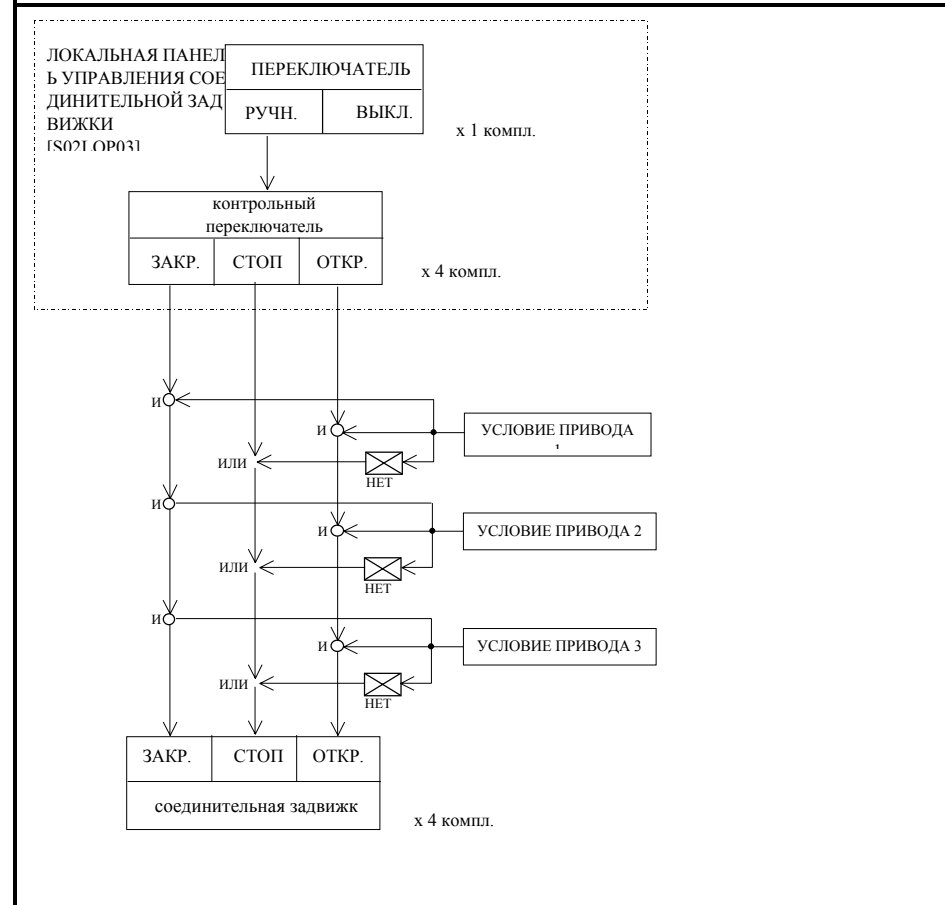 ЛОКАЛЬНАЯ ПАНЕЛ
Ь УПРАВЛЕНИЯ СОЕ
ДИНИТЕЛЬНОЙ ЗАД
ВИЖКИ
[S02LOP03]
ПЕРЕКЛЮЧАТЕЛЬ
РУЧН.
ВЫКЛ.
x 1 компл.
контрольный
переключатель
ЗАКР.
СТОП
ОТКР.
x 4 компл.
И
И
УСЛОВИЕ ПРИВОДА
1
ИЛИ
НЕТ
И
И
УСЛОВИЕ ПРИВОДА 2
ИЛИ
НЕТ
И
И
УСЛОВИЕ ПРИВОДА 3
ИЛИ
НЕТ
ЗАКР.
СТОП
ОТКР.
соединительная задвижк
x 4 компл.